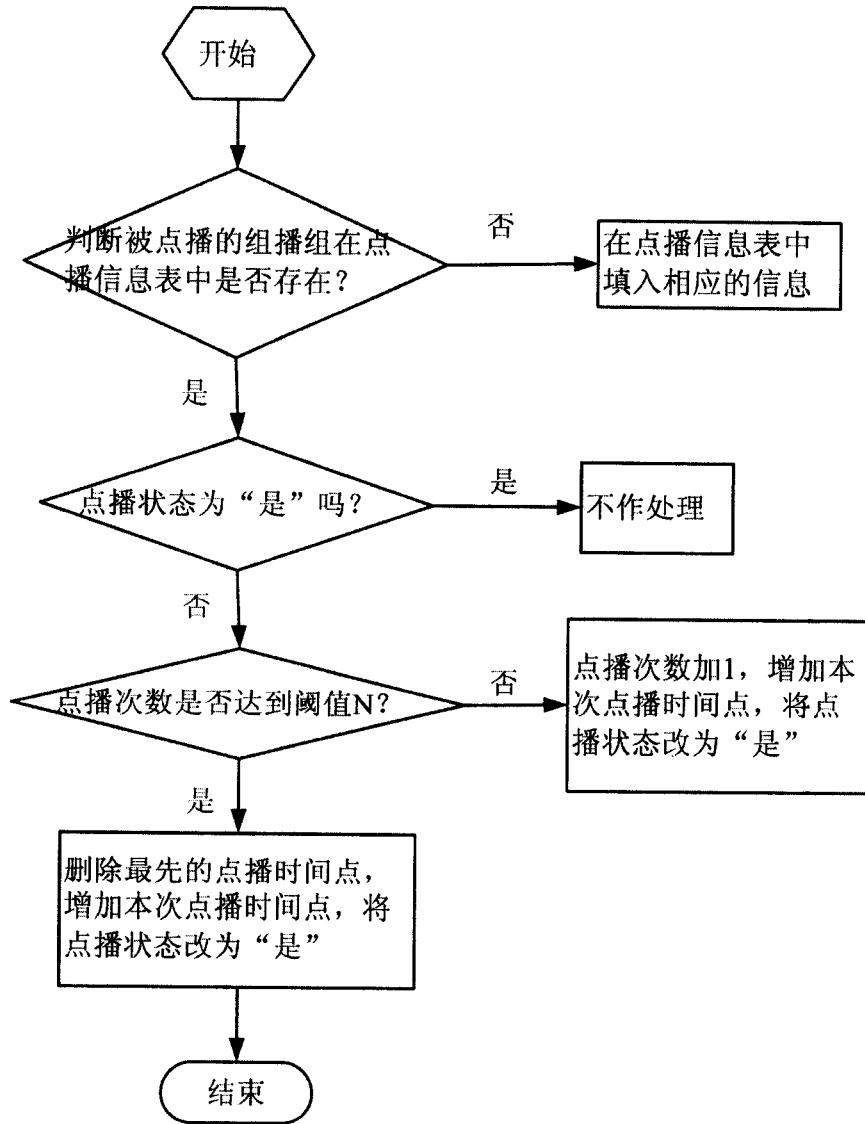 开始
判断被点播的组播组在点
播信息表中是否存在?
否
在点播信息表中
填入相应的信息
是
点播状态为“是”吗?
是
不作处理
否
点播次数是否达到阈值N?
否
点播次数加1，增加本
次点播时间点，将点
播状态改为“是”
是
删除最先的点播时间点，
增加本次点播时间点，将
点播状态改为“是”
结束